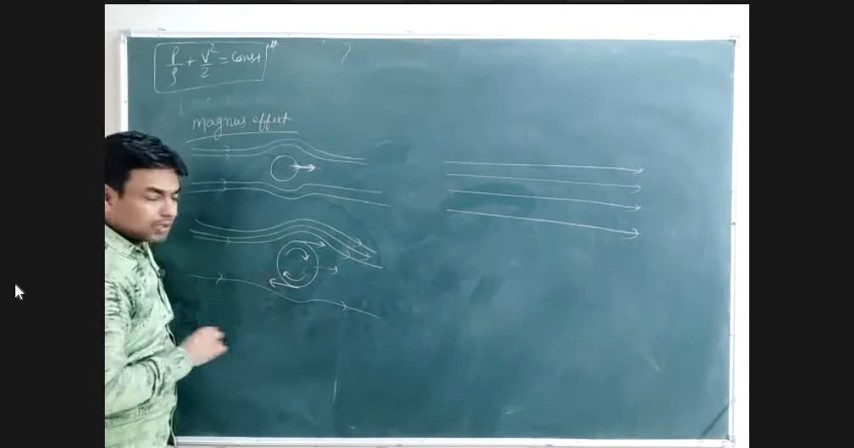 P/ρ + V²/2 = const
magnus effect